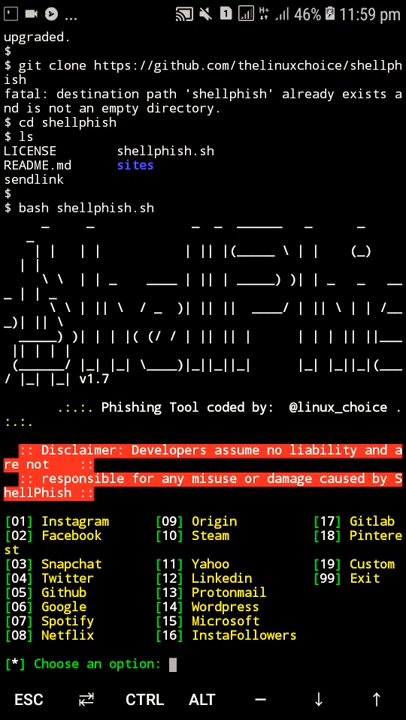 ... 46% 11:59 pm
upgraded.
$
$ git clone https://github.com/thelinuxchoice/shellph
ish
fatal: destination path 'shellphish' already exists a
nd is not an empty directory.
$ cd shellphish
$ ls
LICENSE shellphish.sh
README.md sites
sendlink
$
$ bash shellphish.sh
v1.7
.:.:. Phishing Tool coded by: @linux_choice .
:.:.
:: Disclaimer: Developers assume no liability and a
re not ::
:: responsible for any misuse or damage caused by S
hellPhish ::
[01] Instagram [09] Origin [17] Gitlab
[02] Facebook [10] Steam [18] Pintere
st
[03] Snapchat [11] Yahoo [19] Custom
[04] Twitter [12] Linkedin [99] Exit
[05] Github [13] Protonmail
[06] Google [14] Wordpress
[07] Spotify [15] Microsoft
[08] Netflix [16] InstaFollowers
[*] Choose an option:
ESC CTRL ALT — ↓ ↑